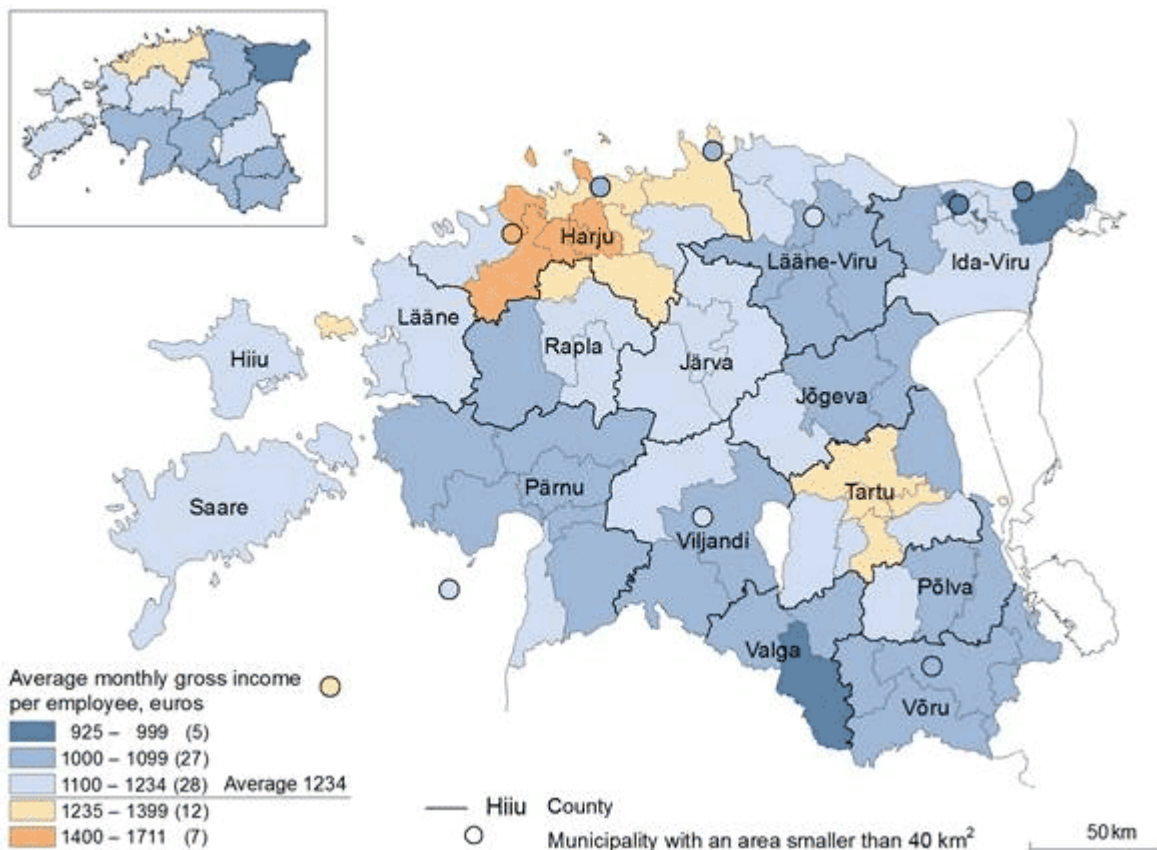 Harju
Lääne-Viru
Ida-Viru
Lääne
Hiiu
Rapla
Järva
Jõgeva
Saare
Pärnu
Tartu
Viljandi
Põlva
Valga
Võru
Average monthly gross income
per employee, euros
925 – 999 (5)
1000 – 1099 (27)
1100 – 1234 (28) Average 1234
1235 – 1399 (12)
1400 – 1711 (7)
Hiiu County
Municipality with an area smaller than 40 km²
50 km